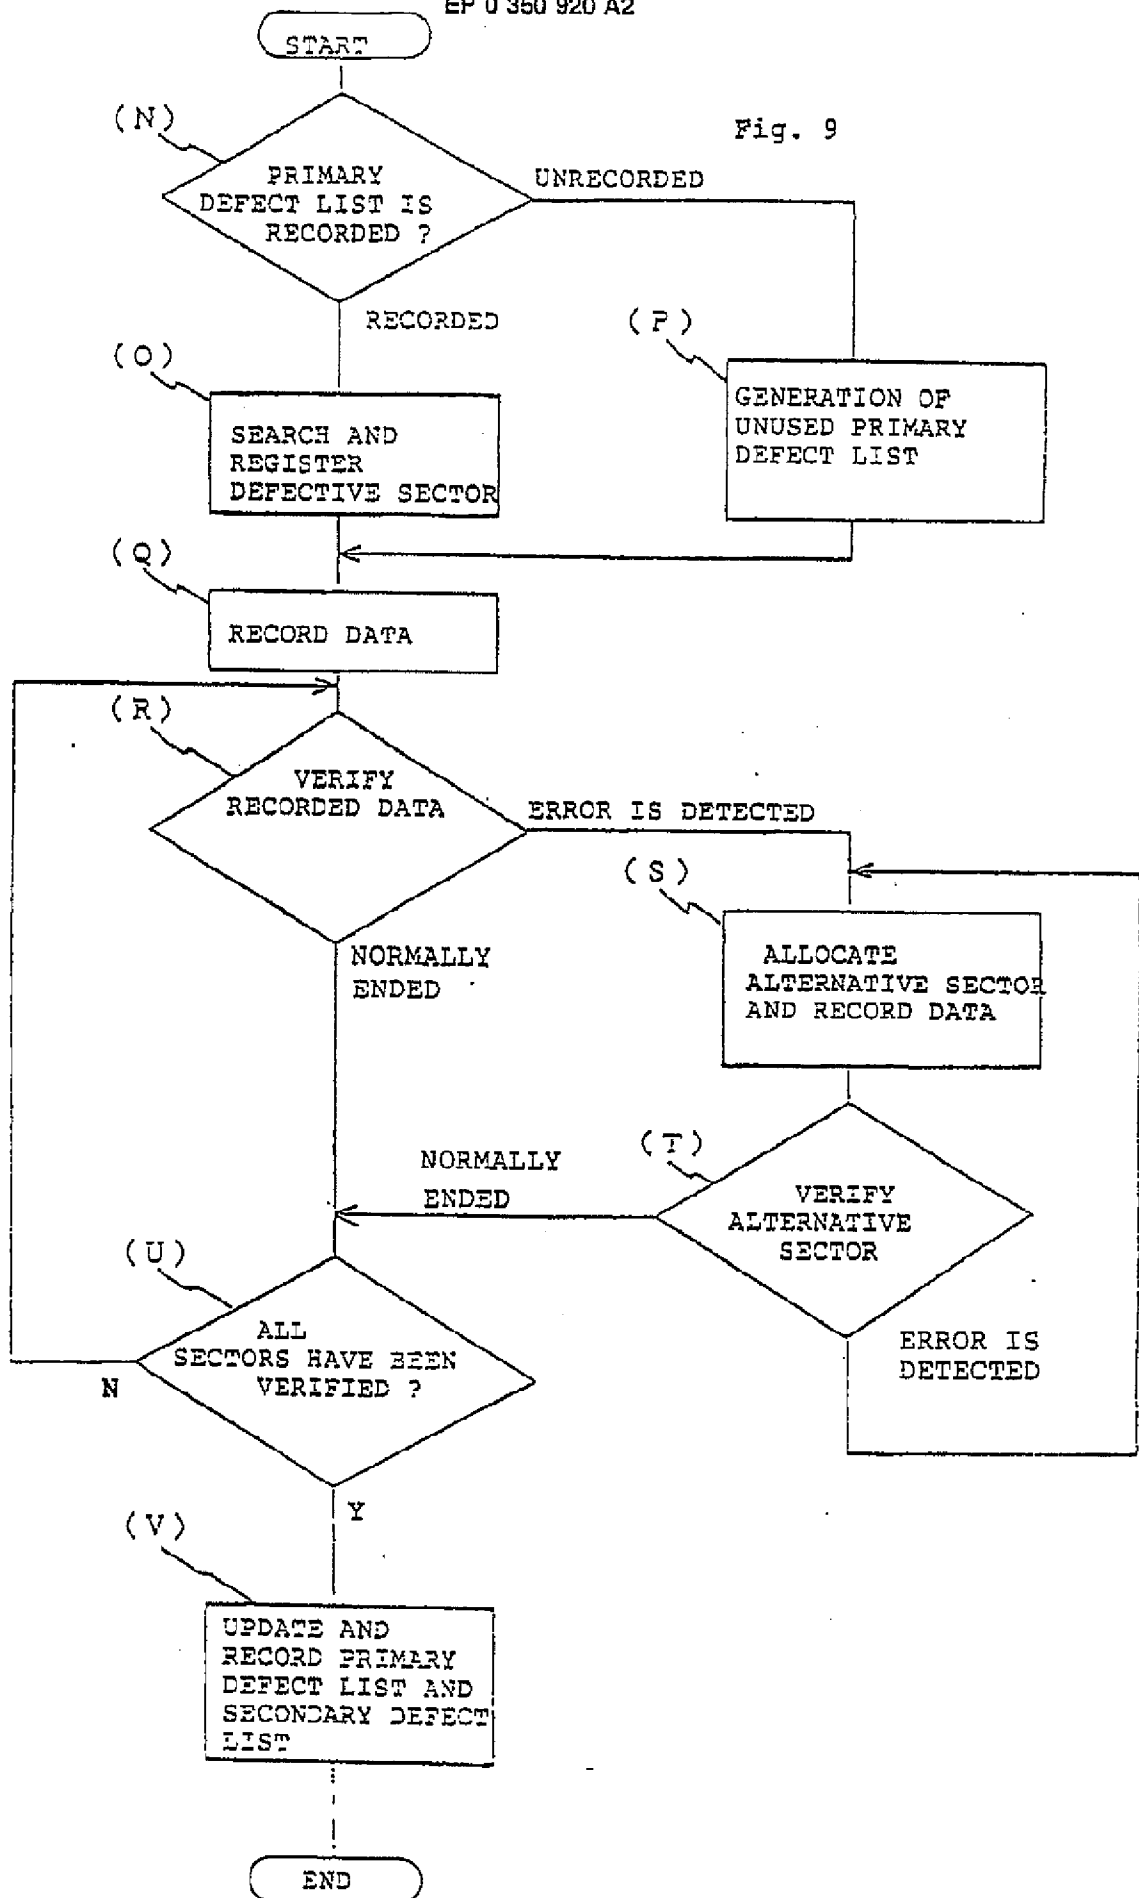 EP 0 350 920 A2
START
(N)
Fig. 9
PRIMARY
DEFECT LIST IS
RECORDED ?
UNRECORDED
RECORDED
(P)
(O)
GENERATION OF
UNUSED PRIMARY
DEFECT LIST
SEARCH AND
REGISTER
DEFECTIVE SECTOR
(Q)
RECORD DATA
(R)
VERIFY
RECORDED DATA
ERROR IS DETECTED
(S)
NORMALLY
ENDED
ALLOCATE
ALTERNATIVE SECTOR
AND RECORD DATA
(T)
NORMALLY
ENDED
VERIFY
ALTERNATIVE
SECTOR
(U)
ALL
SECTORS HAVE BEEN
VERIFIED ?
N
ERROR IS
DETECTED
Y
(V)
UPDATE AND
RECORD PRIMARY
DEFECT LIST AND
SECONDARY DEFECT
LIST
END